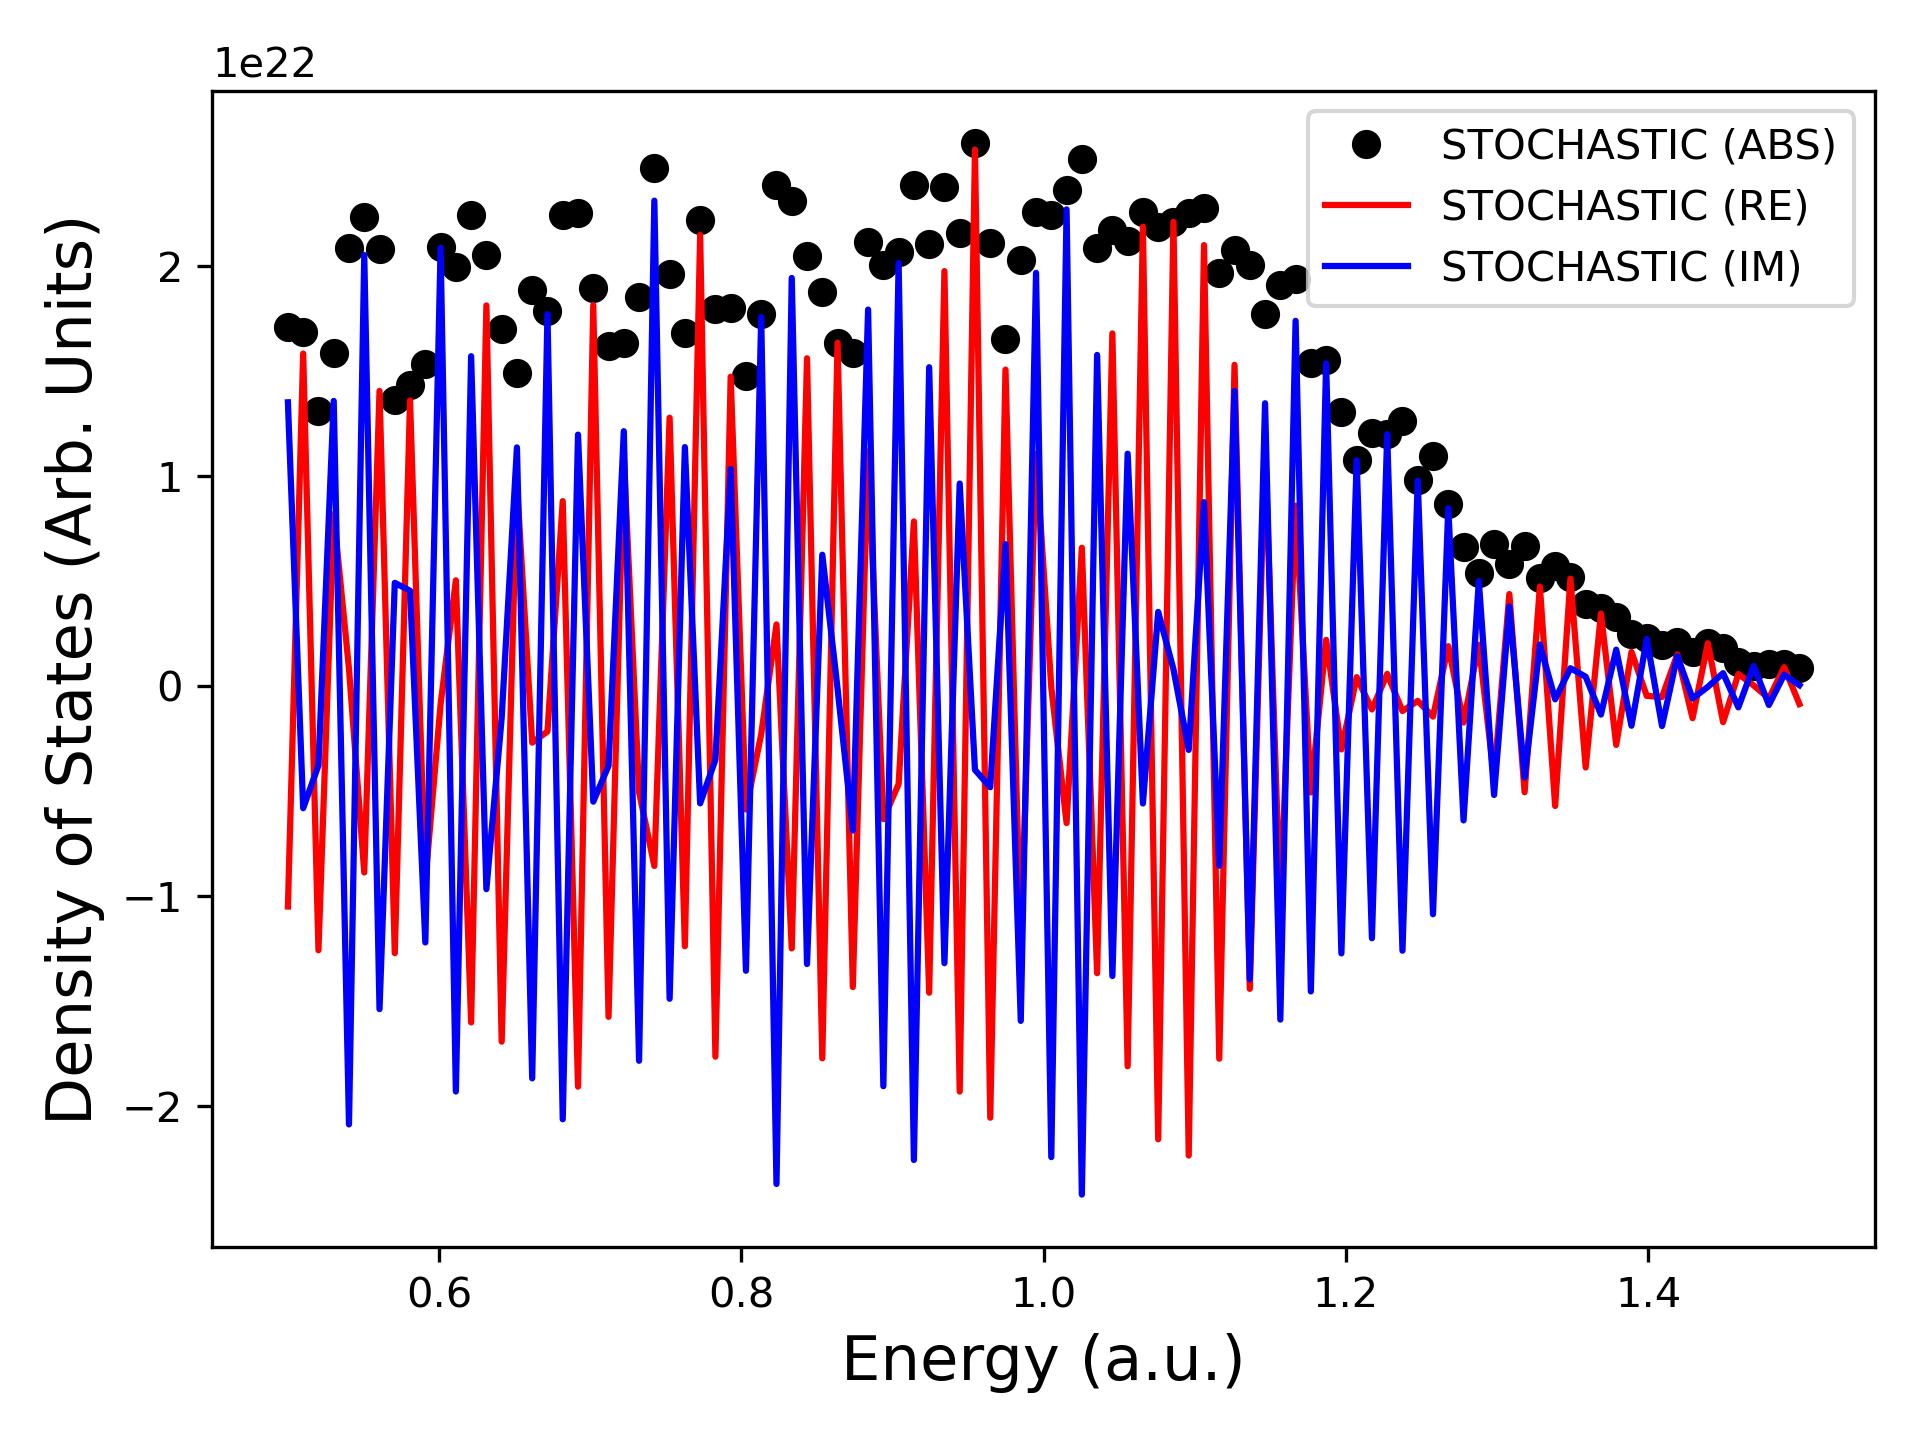 1e22
STOCHASTIC (ABS)
STOCHASTIC (RE)
STOCHASTIC (IM)
Density of States (Arb. Units)
2
1
0
−1
−2
0.6 0.8 1.0 1.2 1.4
Energy (a.u.)